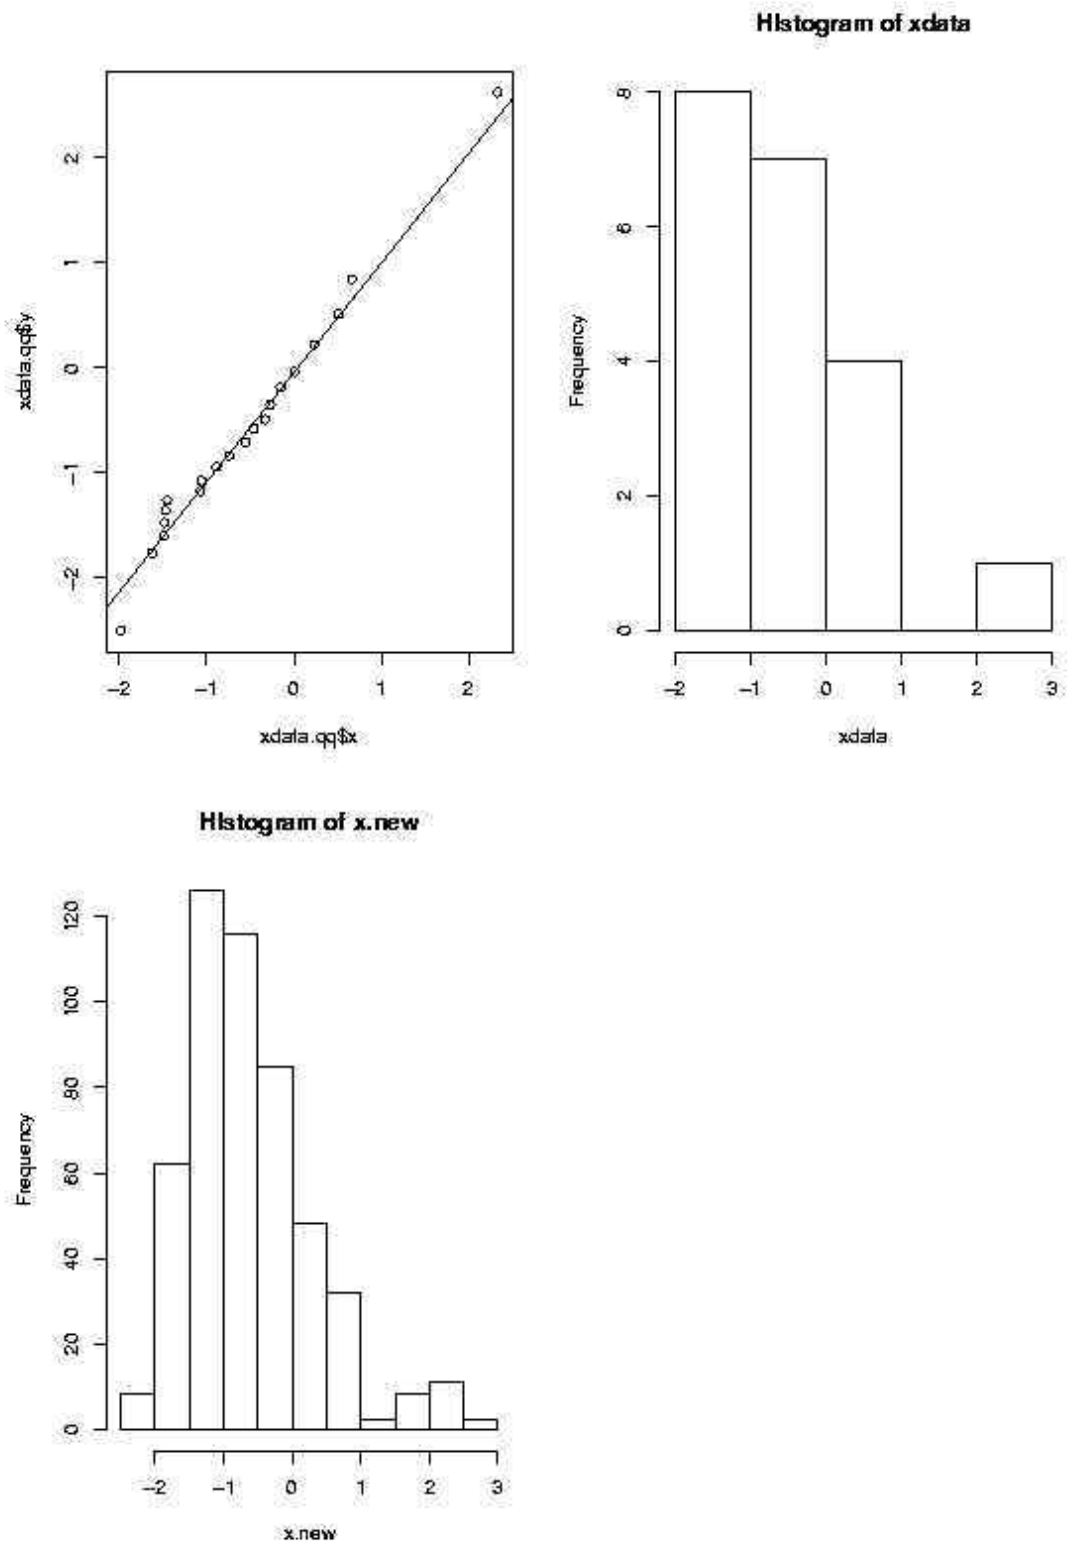 HIstogram of xdata
xdata.qq$y
2
1
0
−1
−2
−2 −1 0 1 2
xdata.qq$x
Frequency
8
6
4
2
0
−2 −1 0 1 2 3
xdata
HIstogram of x.new
Frequency
120
100
80
60
40
20
0
−2 −1 0 1 2 3
x.new